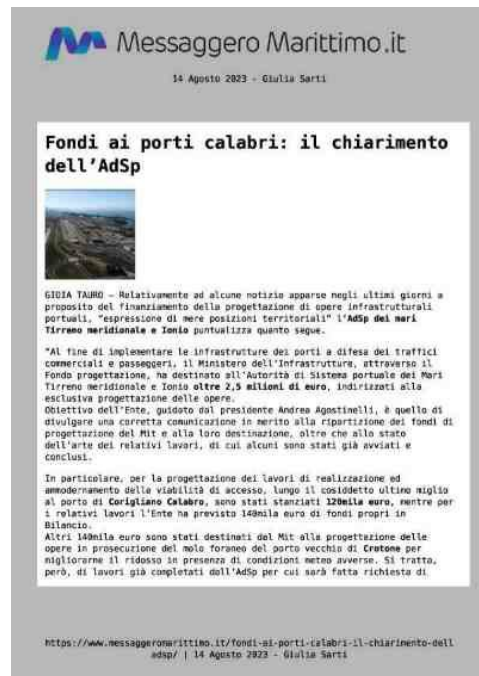 Messaggero Marittimo.it
14 Agosto 2023 - Giulia Sarti
Fondi ai porti calabri: il chiarimento
dell'AdSp
GIOIA TAURO – Relativamente ad alcune notizie apparse negli ultimi giorni a
proposito del finanziamento della progettazione di opere infrastrutturali
portuali, "espressione di mere posizioni territoriali" l'AdSp dei mari
Tirreno meridionale e Ionio puntualizza quanto segue.
"Al fine di implementare le infrastrutture dei porti a difesa dei traffici
commerciali e passeggeri, il Ministero dell'Infrastrutture, attraverso il
Fondo progettazione, ha destinato all'Autorità di Sistema portuale dei Mari
Tirreno meridionale e Ionio oltre 2,5 milioni di euro, indirizzati alla
esclusiva progettazione delle opere.
Obiettivo dell'Ente, guidato dal presidente Andrea Agostinelli, è quello di
divulgare una corretta comunicazione in merito alla ripartizione dei fondi di
progettazione del Mit e alla loro destinazione, oltre che allo stato
dell'arte dei relativi lavori, di cui alcuni sono stati già avviati e
conclusi.
In particolare, per la progettazione dei lavori di realizzazione ed
ammodernamento delle viabilità di accesso, lungo il cosiddetto ultimo miglio
al porto di Corigliano Calabro, sono stati stanziati 120mila euro, mentre per
i relativi lavori l'Ente ha previsto 140mila euro di fondi propri in
Bilancio.
Altri 140mila euro sono stati destinati dal Mit alla progettazione delle
opere in prosecuzione del molo foraneo del porto vecchio di Crotone per
migliorarne il ridosso in presenza di condizioni meteo avverse. Si tratta,
però, di lavori già completati dall'AdSp per cui sarà fatta richiesta di
https://www.messaggeromarittimo.it/fondi-ai-porti-calabri-il-chiarimento-dell
adsp/ | 14 Agosto 2023 - Giulia Sarti